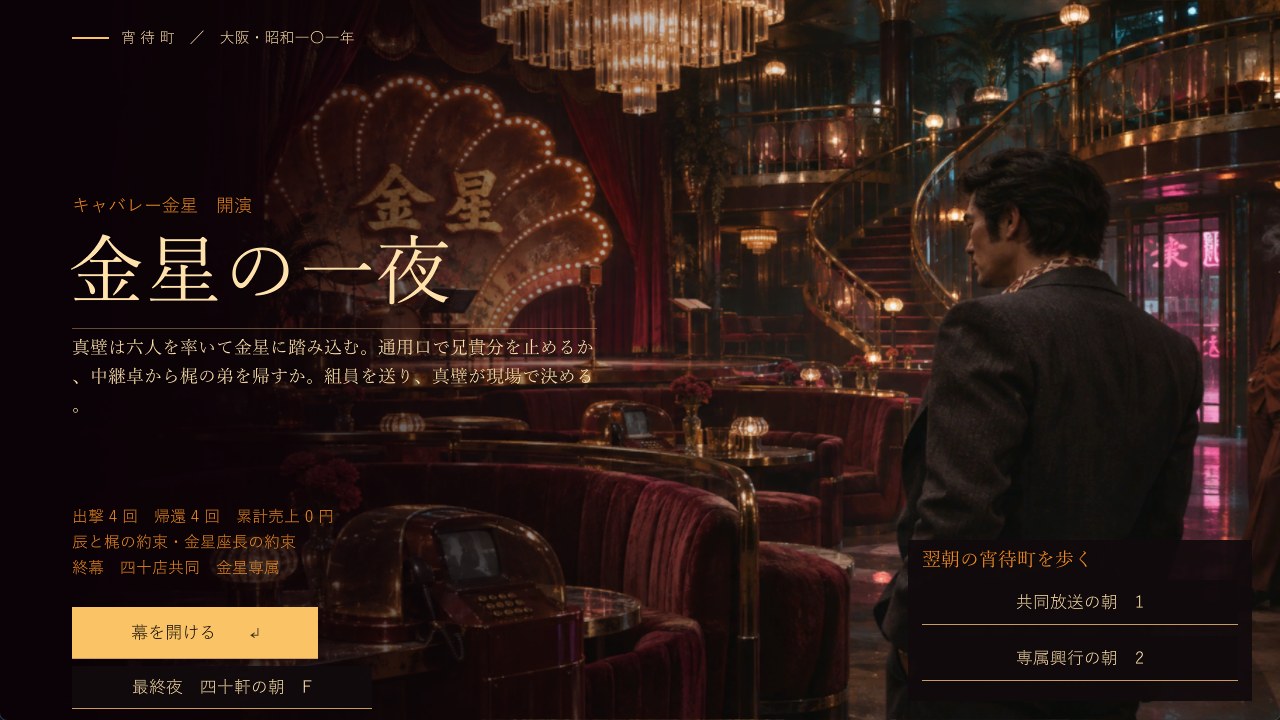 宵待町 ／ 大阪・昭和一〇一年
金星
キャバレー金星 開演
金星の一夜
真壁は六人を率いて金星に踏み込む。通用口で兄貴分を止めるか
、中継卓から梶の弟を帰すか。組員を送り、真壁が現場で決める
。
出撃 4 回 帰還 4 回 累計売上 0 円
辰と梶の約束・金星座長の約束
終幕 四十店共同 金星専属
幕を開ける ↲
最終夜 四十軒の朝 F
翌朝の宵待町を歩く
共同放送の朝 1
専属興行の朝 2